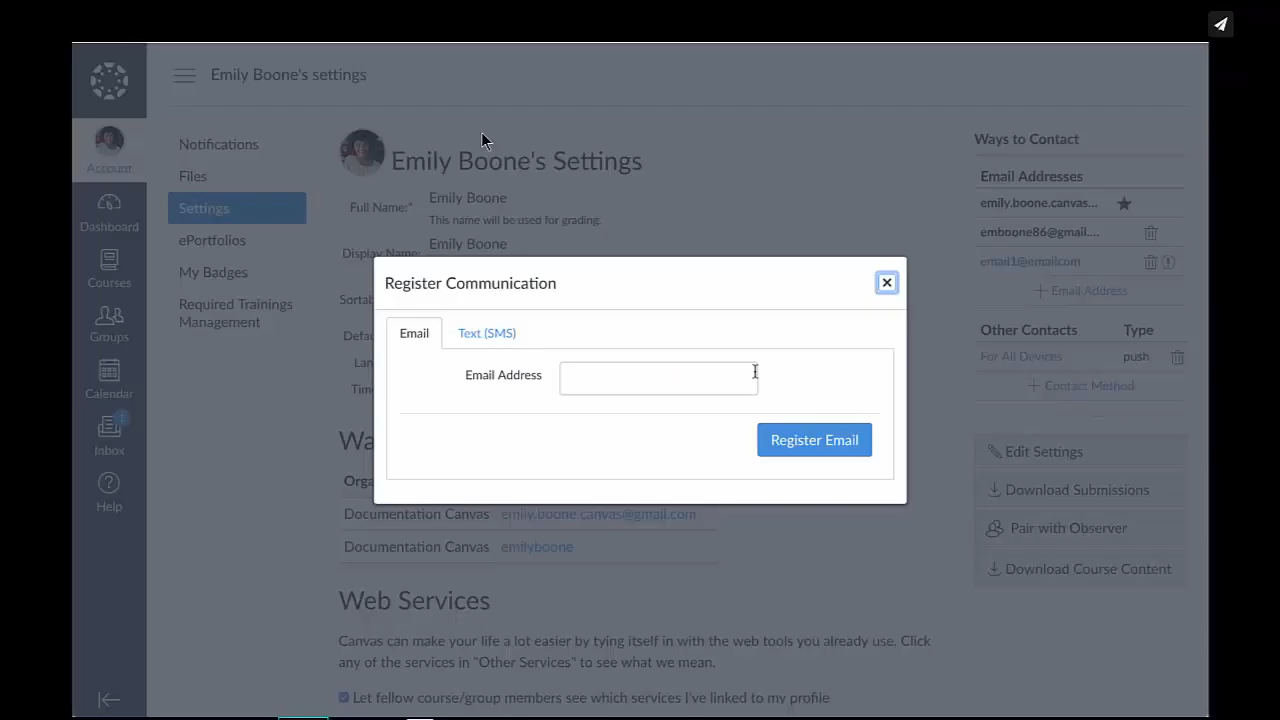 Emily Boone's settings
Account
Dashboard
Courses
Groups
Calendar
1
Inbox
Help
Notifications
Files
Settings
ePortfolios
My Badges
Required Trainings
Management
Emily Boone's Settings
Full Name:* Emily Boone
This name will be used for grading.
Display Name: Emily Boone
Register Communication
Email Text (SMS)
Email Address
Register Email
Documentation Canvas emily.boone.canvas@gmail.com
Documentation Canvas emilyboone
Web Services
Canvas can make your life a lot easier by tying itself in with the web tools you already use. Click
any of the services in "Other Services" to see what we mean.
Let fellow course/group members see which services I've linked to my profile
Ways to Contact
Email Addresses
emily.boone.canvas...
emboone86@gmail....
email1@email.com
Email Address
Other Contacts Type
For All Devices push
Contact Method
Edit Settings
Download Submissions
Pair with Observer
Download Course Content